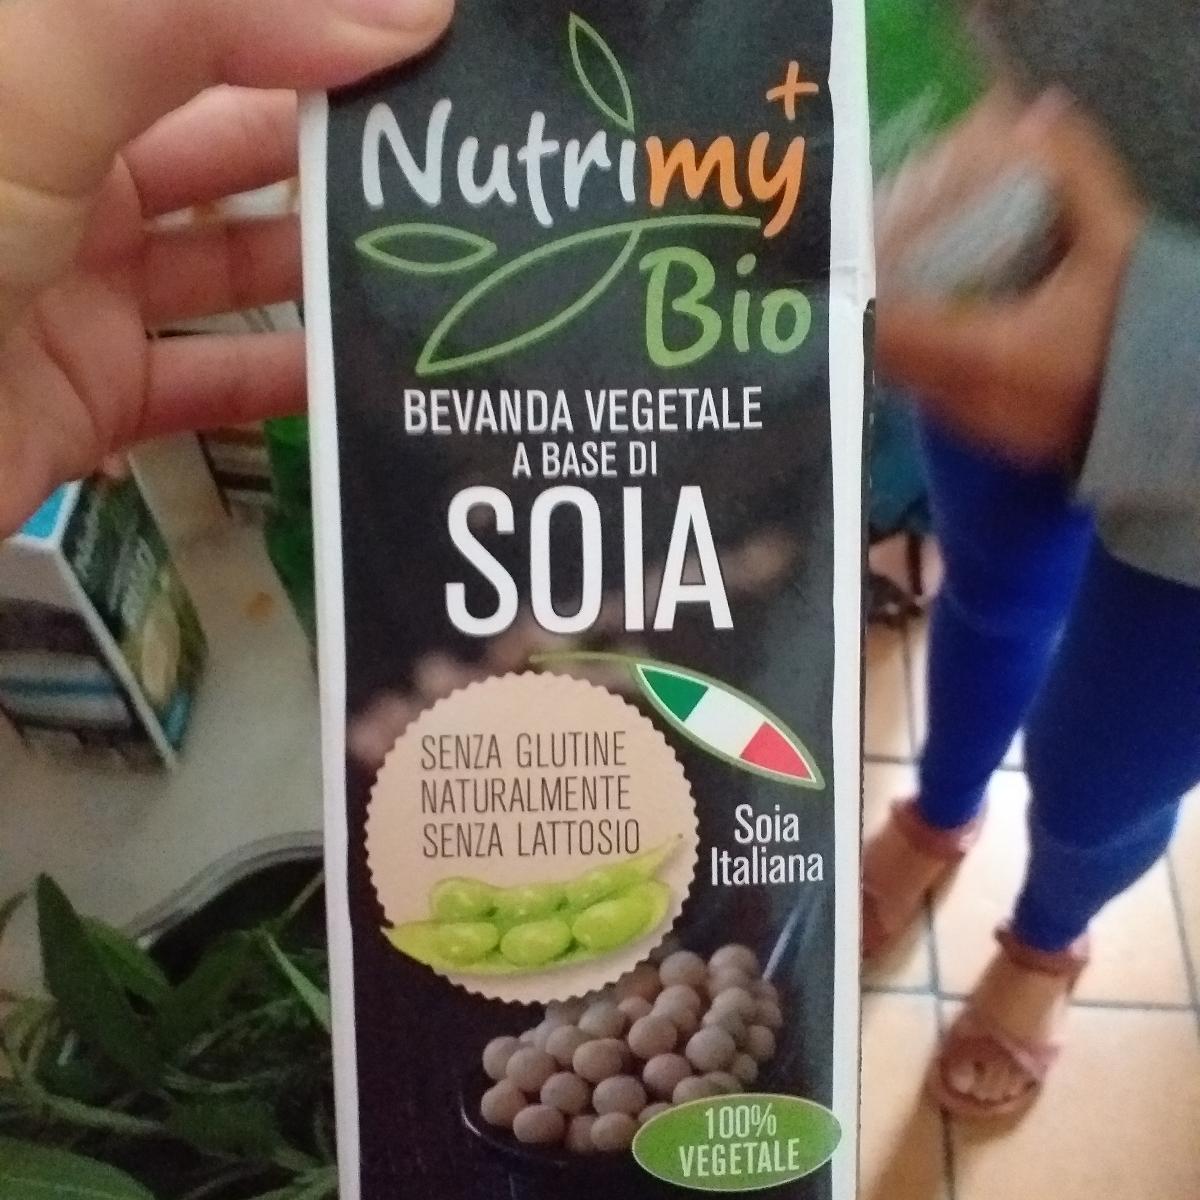 Nutrimy+
Bio
BEVANDA VEGETALE
A BASE DI
SOIA
SENZA GLUTINE
NATURALMENTE
SENZA LATTOSIO
Soia
Italiana
100%
VEGETALE